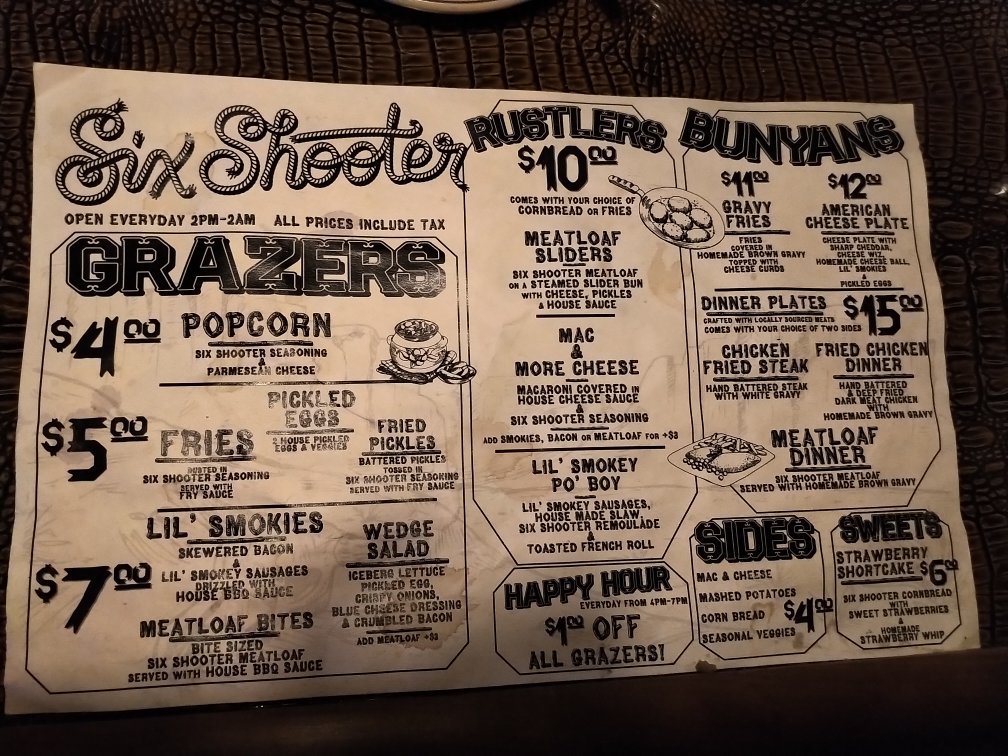 Six Shooter
OPEN EVERYDAY 2PM-2AM ALL PRICES INCLUDE TAX
GRAZERS
$4.00
POPCORN
SIX SHOOTER SEASONING
&
PARMESEAN CHEESE
$5.00
FRIES
DUSTED IN
SIX SHOOTER SEASONING
SERVED WITH
FRY SAUCE
PICKLED
EGGS
2 HOUSE PICKLED
EGGS & VEGGIES
FRIED
PICKLES
BATTERED PICKLES
TOSSED IN
SIX SHOOTER SEASONING
SERVED WITH FRY SAUCE
$7.00
LIL' SMOKIES
SKEWERED BACON
&
LIL' SMOKEY SAUSAGES
DRIZZLED WITH
HOUSE BBQ SAUCE
MEATLOAF BITES
BITE SIZED
SIX SHOOTER MEATLOAF
SERVED WITH HOUSE BBQ SAUCE
WEDGE
SALAD
ICEBERG LETTUCE
PICKLED EGG,
CRISPY ONIONS,
BLUE CHEESE DRESSING
& CRUMBLED BACON
ADD MEATLOAF +$3
RUSTLERS
$10.00
COMES WITH YOUR CHOICE OF
CORNBREAD OR FRIES
MEATLOAF
SLIDERS
SIX SHOOTER MEATLOAF
ON A STEAMED SLIDER BUN
WITH CHEESE, PICKLES
& HOUSE SAUCE
MAC
&
MORE CHEESE
MACARONI COVERED IN
HOUSE CHEESE SAUCE
&
SIX SHOOTER SEASONING
ADD SMOKIES, BACON OR MEATLOAF FOR +$3
LIL' SMOKEY
PO' BOY
LIL' SMOKEY SAUSAGES,
HOUSE MADE SLAW,
SIX SHOOTER REMOULADE
&
TOASTED FRENCH ROLL
HAPPY HOUR
EVERYDAY FROM 4PM-7PM
$1.00 OFF
ALL GRAZERS!
BUNYANS
$11.00
GRAVY
FRIES
FRIES
COVERED IN
HOMEMADE BROWN GRAVY
TOPPED WITH
CHEESE CURDS
$12.00
AMERICAN
CHEESE PLATE
CHEESE PLATE WITH
SHARP CHEDDAR,
CHEESE WIZ,
HOMEMADE CHEESE BALL,
LIL' SMOKIES
&
PICKLED EGGS
DINNER PLATES
CRAFTED WITH LOCALLY SOURCED MEATS
COMES WITH YOUR CHOICE OF TWO SIDES
$15.00
CHICKEN
FRIED STEAK
HAND BATTERED STEAK
WITH WHITE GRAVY
FRIED CHICKEN
DINNER
HAND BATTERED
& DEEP FRIED
DARK MEAT CHICKEN
WITH
HOMEMADE BROWN GRAVY
MEATLOAF
DINNER
SIX SHOOTER MEATLOAF
SERVED WITH HOMEMADE BROWN GRAVY
SIDES
MAC & CHEESE
MASHED POTATOES
CORN BREAD
SEASONAL VEGGIES
$4.00
SWEETS
STRAWBERRY
SHORTCAKE $6.00
SIX SHOOTER CORNBREAD
WITH
SWEET STRAWBERRIES
&
HOMEMADE
STRAWBERRY WHIP